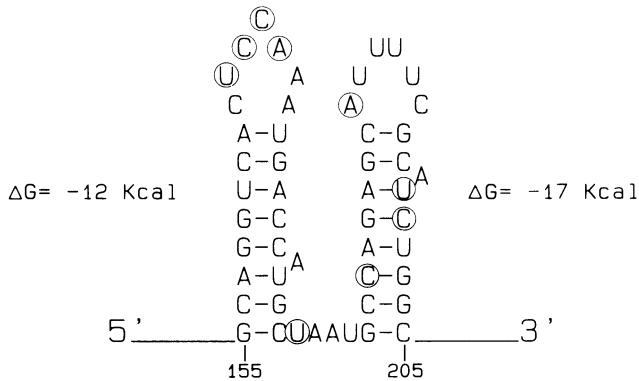 C
C A UU
U A U U
C A A C
A-U C-G
C-G G-C A
ΔG= -12 Kcal U-A A-U ΔG= -17 Kcal
G-C G-C
G-C A A-U
A-U C-G
C-G C-G
5' G-CUAAUG-C 3'
155 205